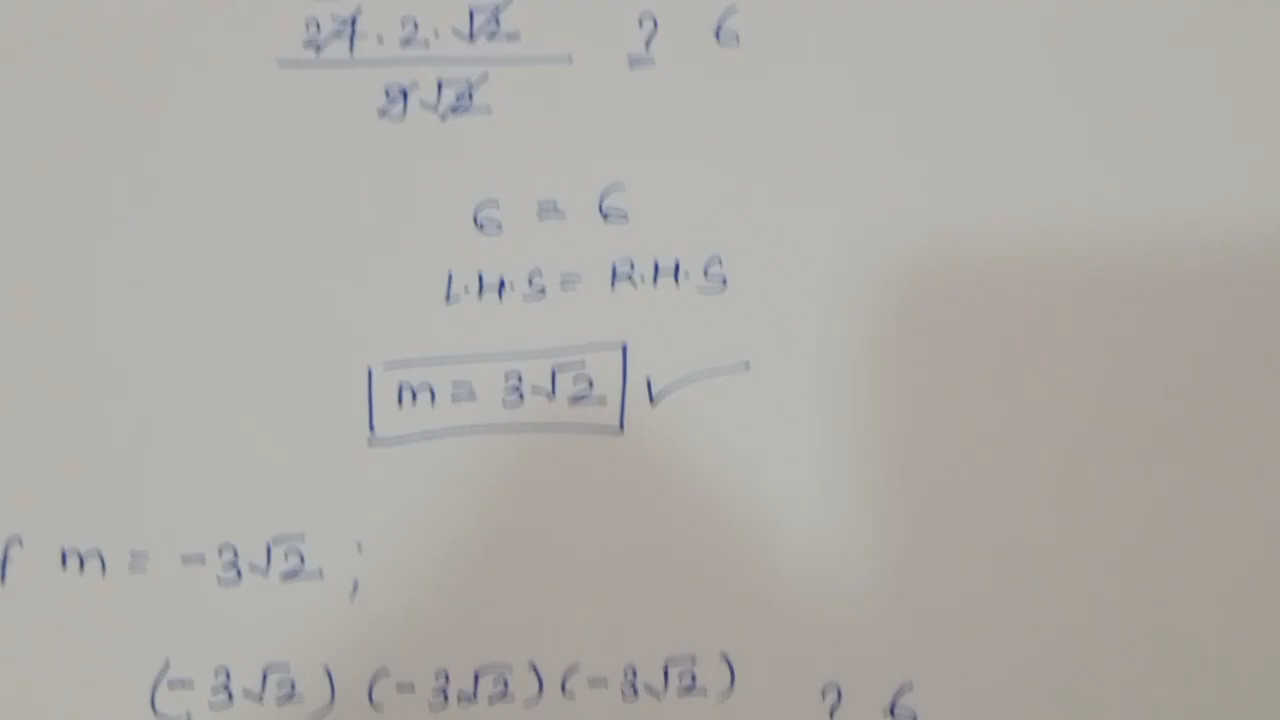 27 · 2 · √2 ? 6
9√2
6 = 6
L.H.S = R.H.S
m = 3√2 ✓
f m = -3√2 ;
(-3√2) (-3√2) (-3√2) ? 6